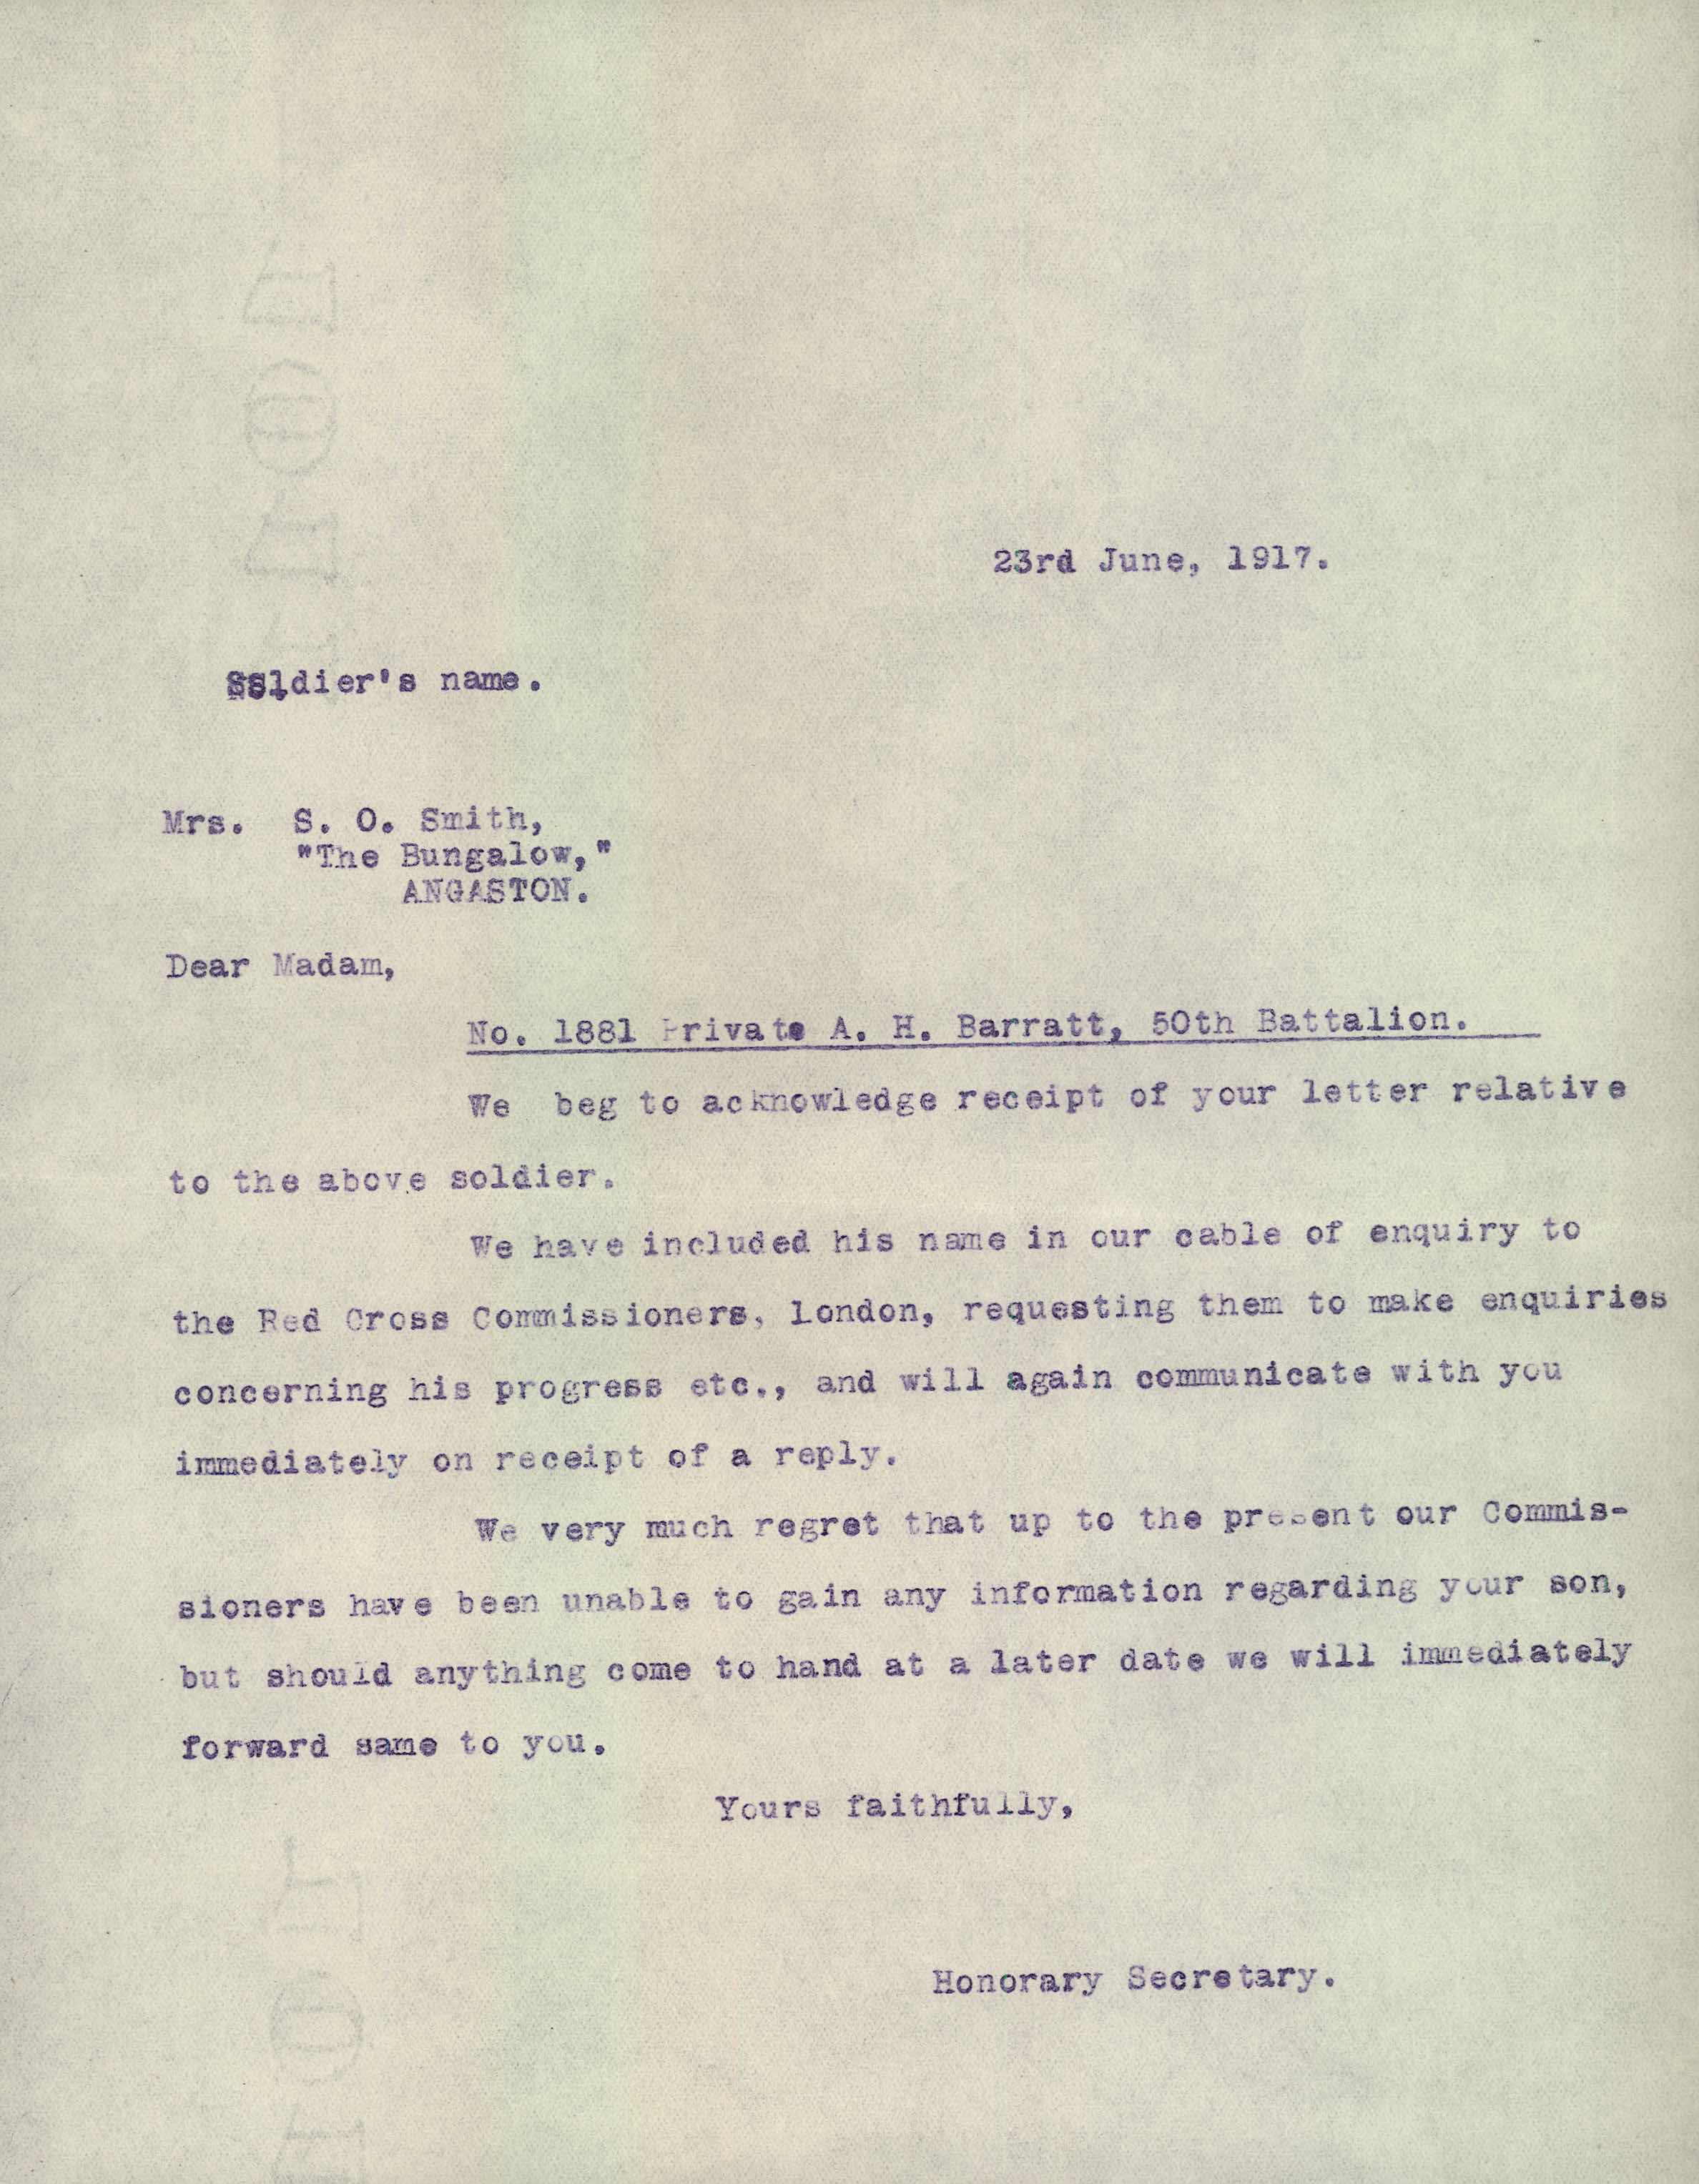 23rd June, 1917.
Soldier's name.
Mrs. S. O. Smith,
"The Bungalow,"
ANGASTON.
Dear Madam,
No. 1881 Private A. H. Barratt, 50th Battalion.
We beg to acknowledge receipt of your letter relative
to the above soldier.
We have included his name in our cable of enquiry to
the Red Cross Commissioners, London, requesting them to make enquiries
concerning his progress etc., and will again communicate with you
immediately on receipt of a reply.
We very much regret that up to the present our Commis-
sioners have been unable to gain any information regarding your son,
but should anything come to hand at a later date we will immediately
forward same to you.
Yours faithfully,
Honorary Secretary.